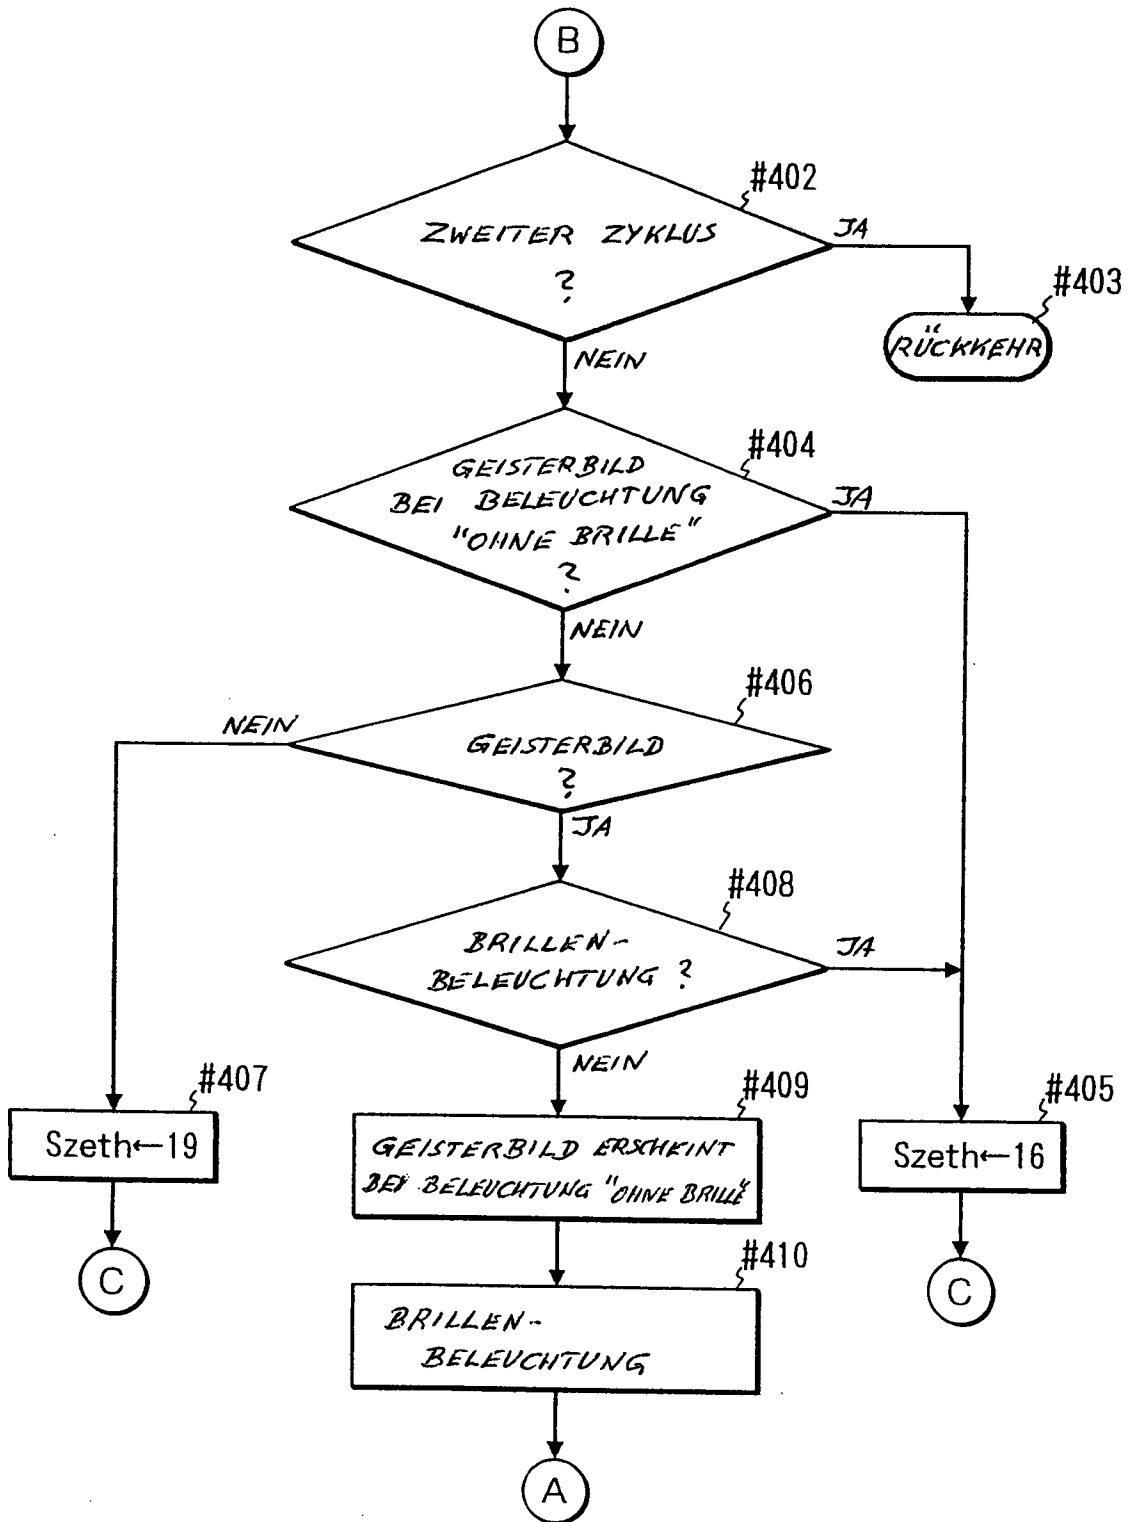 B
#402
ZWEITER ZYKLUS
?
JA
#403
RÜCKKEHR
NEIN
#404
GEISTERBILD
BEI BELEUCHTUNG
"OHNE BRILLE"
?
JA
NEIN
#406
NEIN
GEISTERBILD
?
JA
#408
BRILLEN-
BELEUCHTUNG ?
JA
NEIN
#407
Szeth←19
#409
GEISTERBILD ERSCHEINT
BEI BELEUCHTUNG "OHNE BRILLE"
#405
Szeth←16
C
#410
BRILLEN-
BELEUCHTUNG
C
A